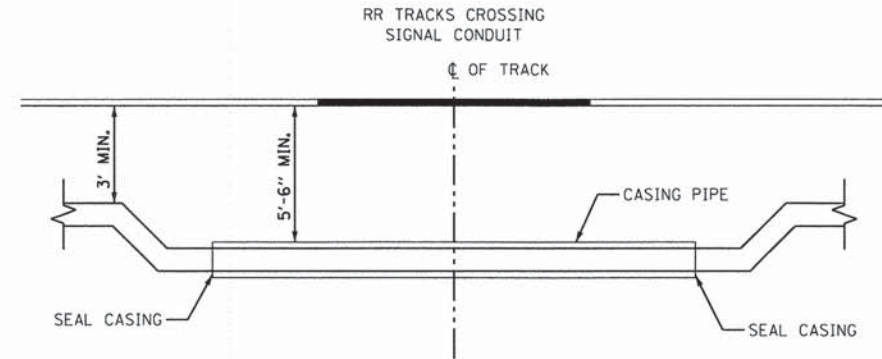 RR TRACKS CROSSING
SIGNAL CONDUIT
℄ OF TRACK
3' MIN.
5'-6" MIN.
CASING PIPE
SEAL CASING
SEAL CASING